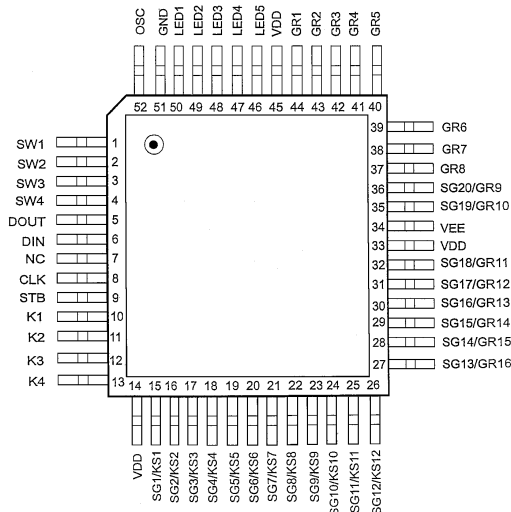 OSC
GND
LED1
LED2
LED3
LED4
LED5
VDD
GR1
GR2
GR3
GR4
GR5
52 51 50 49 48 47 46 45 44 43 42 41 40
SW1 1
SW2 2
SW3 3
SW4 4
DOUT 5
DIN 6
NC 7
CLK 8
STB 9
K1 10
K2 11
K3 12
K4 13
39 GR6
38 GR7
37 GR8
36 SG20/GR9
35 SG19/GR10
34 VEE
33 VDD
32 SG18/GR11
31 SG17/GR12
30 SG16/GR13
29 SG15/GR14
28 SG14/GR15
27 SG13/GR16
14 15 16 17 18 19 20 21 22 23 24 25 26
VDD
SG1/KS1
SG2/KS2
SG3/KS3
SG4/KS4
SG5/KS5
SG6/KS6
SG7/KS7
SG8/KS8
SG9/KS9
SG10/KS10
SG11/KS11
SG12/KS12